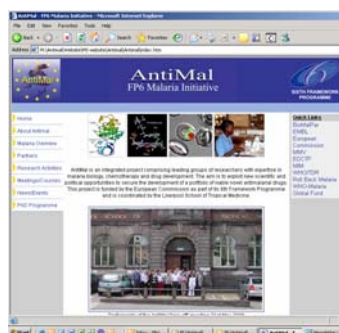 AntiMal - FP6 Malaria Initiative - Microsoft Internet Explorer
File Edit View Favorites Tools Help
Back Search Favorites
Address
AntiMal
AntiMal
FP6 Malaria Initiative
SIXTH FRAMEWORK
PROGRAMME
Home
About Antimal
Malaria Overview
Partners
Research Activities
Meetings/Courses
News/Events
PhD Programme
Quick Links
BioMalPar
EMBL
European
Commission
MMV
EDCTP
MIM
WHO/TDR
Roll Back Malaria
WHO-Malaria
Global Fund
AntiMal is an integrated project comprising leading groups of researchers with expertise in
malaria biology, chemotherapy and drug development. The aim is to exploit new scientific and
political opportunities to secure the development of a portfolio of viable novel antimalarial drugs.
This project is funded by the European Commission as part of its 6th Framework Programme
and is coordinated by the Liverpool School of Tropical Medicine.